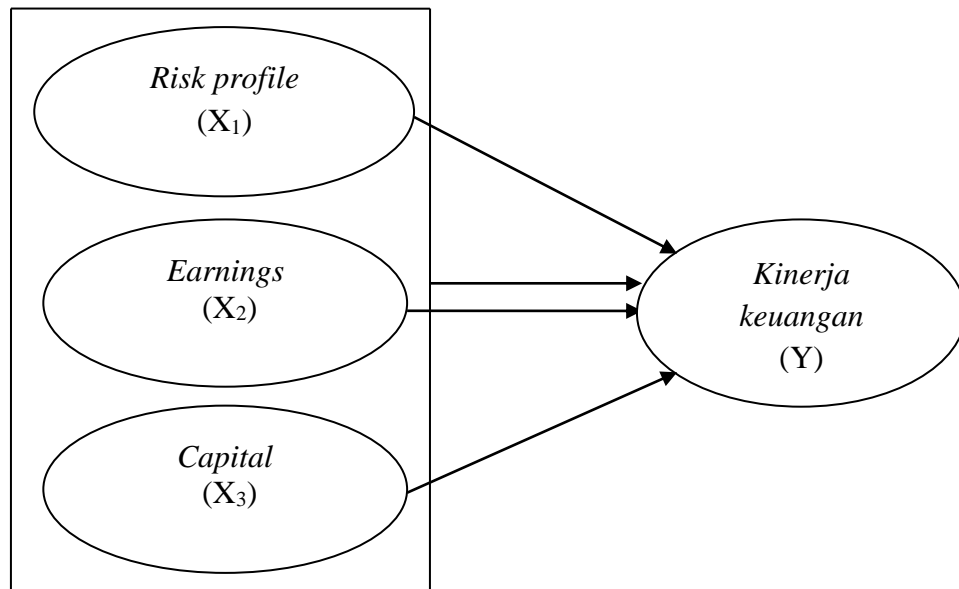 Risk profile
(X₁)
Earnings
(X₂)
Capital
(X₃)
Kinerja
keuangan
(Y)